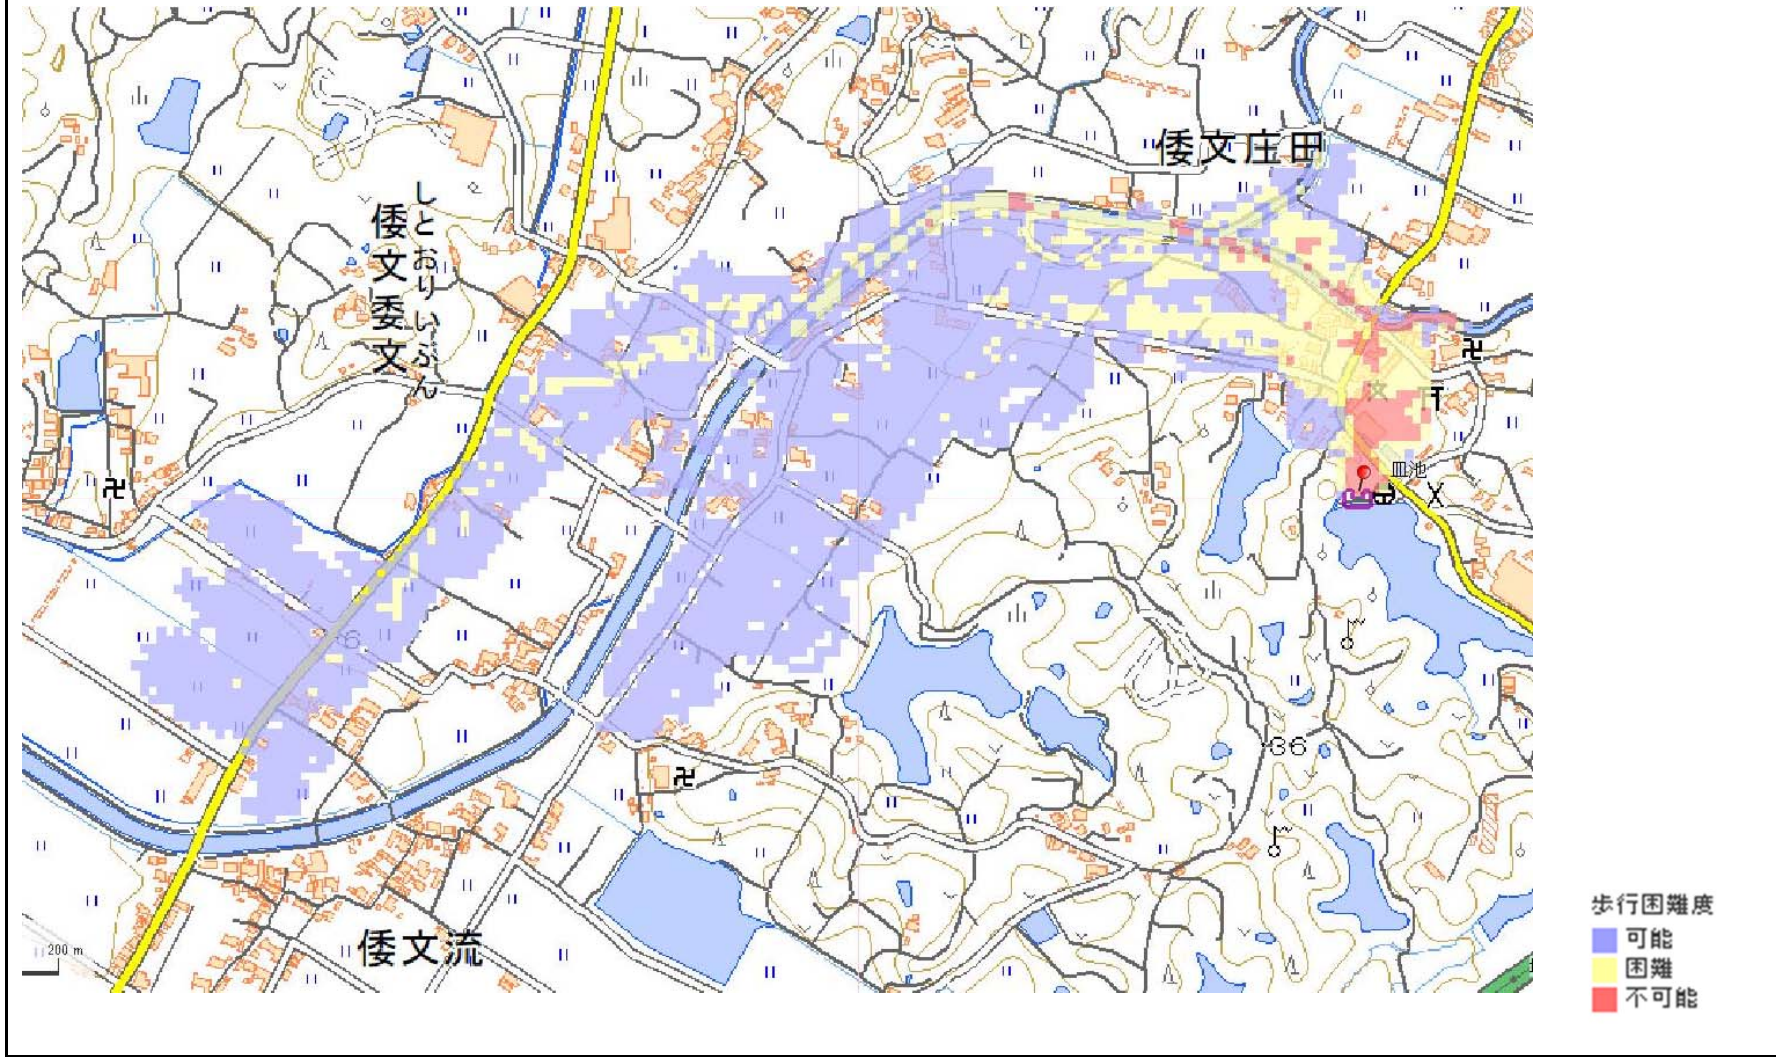 倭文庄田
しとおりいぶん
倭文委文
皿池
36
200 m
倭文流
歩行困難度
可能
困難
不可能